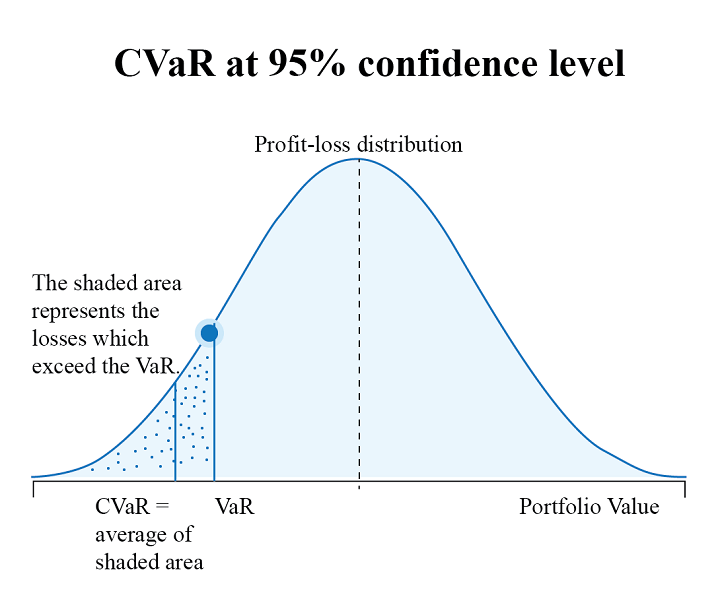 CVaR at 95% confidence level
Profit-loss distribution
The shaded area
represents the
losses which
exceed the VaR.
CVaR =
average of
shaded area
VaR
Portfolio Value